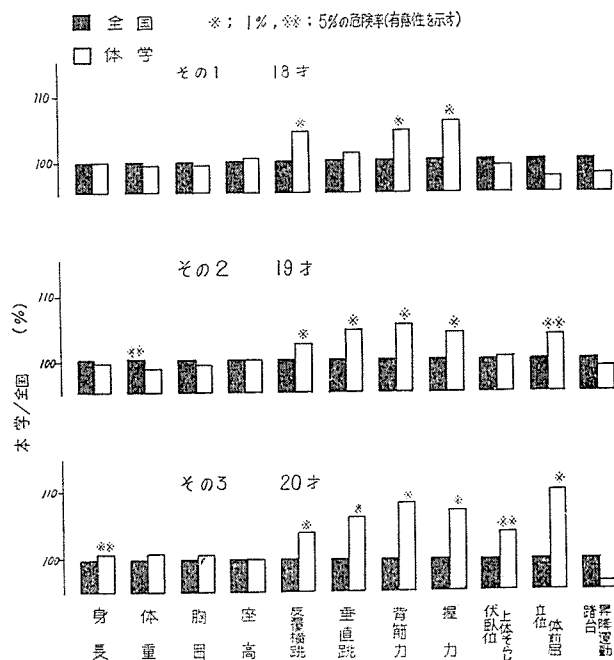 全国 ※; 1%, ※※; 5%の危険率(有意性を示す)
体学
その1 18才
110
※ ※ ※
100
その2 19才
110
※※ ※ ※ ※ ※ ※※
100
本学/全国 (%)
その3 20才
110
※※ ※ ※ ※ ※ ※※ ※
100
身長
体重
胸囲
座高
反復横跳
垂直跳
背筋力
握力
伏臥位上体そらし
立位体前屈
踏台昇降運動